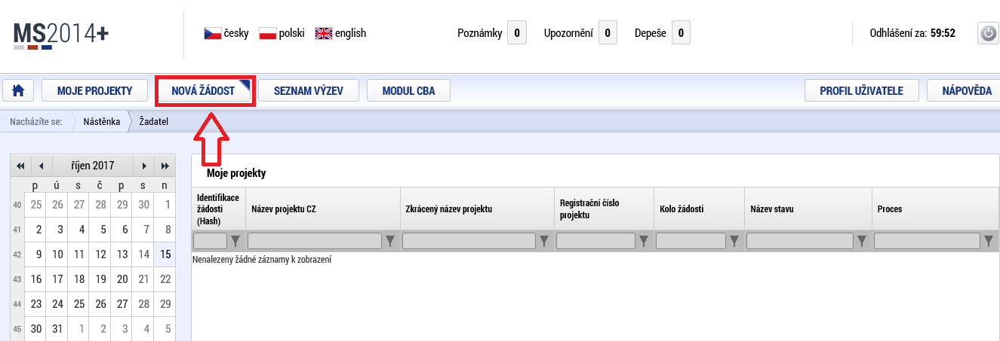 MS2014+
česky polski english
Poznámky 0 Upozornění 0 Depeše 0
Odhlášení za: 59:52
MOJE PROJEKTY NOVÁ ŽÁDOST SEZNAM VÝZEV MODUL CBA PROFIL UŽIVATELE NÁPOVĚDA
Nacházíte se: Nástěnka Žadatel
říjen 2017
p ú s č p s n
40 25 26 27 28 29 30 1
41 2 3 4 5 6 7 8
42 9 10 11 12 13 14 15
43 16 17 18 19 20 21 22
44 23 24 25 26 27 28 29
45 30 31 1 2 3 4 5
Moje projekty
Identifikace
žádosti
(Hash)
Název projektu CZ
Zkrácený název projektu
Registrační číslo
projektu
Kolo žádosti
Název stavu
Proces
Nenalezeny žádné záznamy k zobrazení